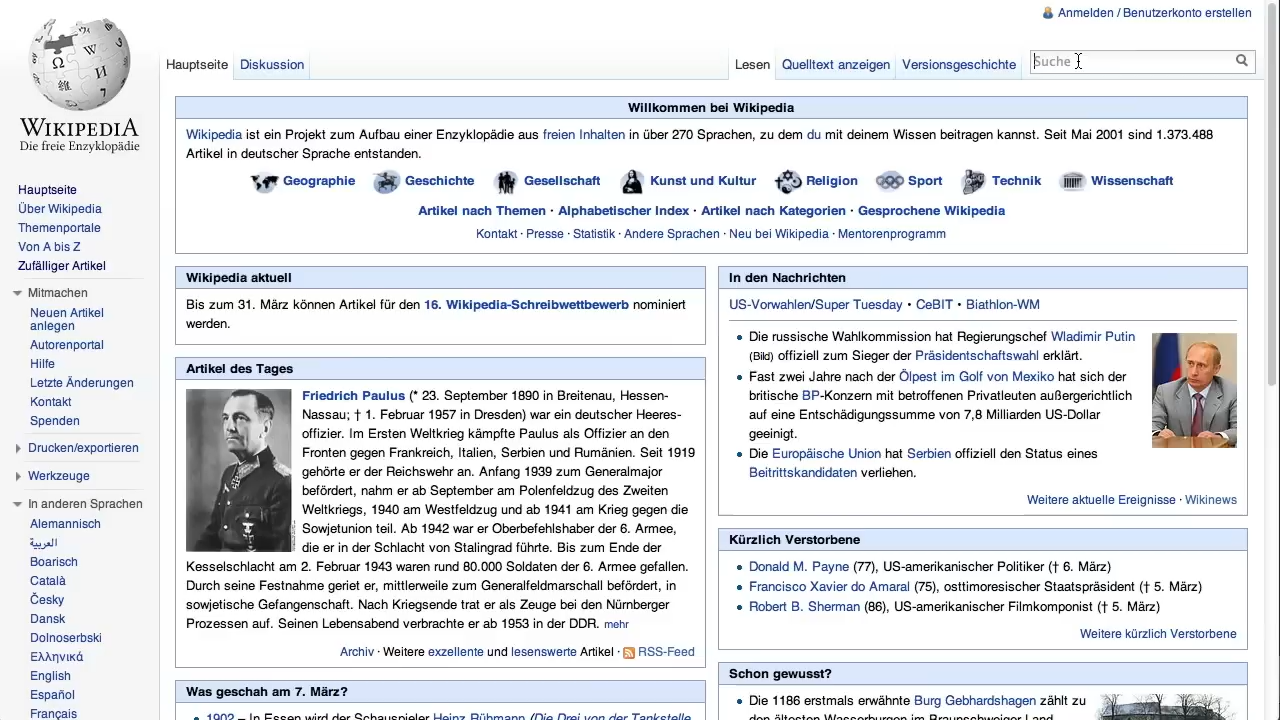 Anmelden / Benutzerkonto erstellen
Hauptseite
Diskussion
Lesen
Quelltext anzeigen
Versionsgeschichte
Suche
WIKIPEDIA
Die freie Enzyklopädie
Hauptseite
Über Wikipedia
Themenportale
Von A bis Z
Zufälliger Artikel
Mitmachen
Neuen Artikel
anlegen
Autorenportal
Hilfe
Letzte Änderungen
Kontakt
Spenden
Drucken/exportieren
Werkzeuge
In anderen Sprachen
Alemannisch
العربية
Boarisch
Català
Česky
Dansk
Dolnoserbski
Ελληνικά
English
Español
Français
Willkommen bei Wikipedia
Wikipedia ist ein Projekt zum Aufbau einer Enzyklopädie aus freien Inhalten in über 270 Sprachen, zu dem du mit deinem Wissen beitragen kannst. Seit Mai 2001 sind 1.373.488
Artikel in deutscher Sprache entstanden.
Geographie Geschichte Gesellschaft Kunst und Kultur Religion Sport Technik Wissenschaft
Artikel nach Themen · Alphabetischer Index · Artikel nach Kategorien · Gesprochene Wikipedia
Kontakt · Presse · Statistik · Andere Sprachen · Neu bei Wikipedia · Mentorenprogramm
Wikipedia aktuell
Bis zum 31. März können Artikel für den 16. Wikipedia-Schreibwettbewerb nominiert
werden.
Artikel des Tages
Friedrich Paulus (* 23. September 1890 in Breitenau, Hessen-
Nassau; † 1. Februar 1957 in Dresden) war ein deutscher Heeres-
offizier. Im Ersten Weltkrieg kämpfte Paulus als Offizier an den
Fronten gegen Frankreich, Italien, Serbien und Rumänien. Seit 1919
gehörte er der Reichswehr an. Anfang 1939 zum Generalmajor
befördert, nahm er ab September am Polenfeldzug des Zweiten
Weltkriegs, 1940 am Westfeldzug und ab 1941 am Krieg gegen die
Sowjetunion teil. Ab 1942 war er Oberbefehlshaber der 6. Armee,
die er in der Schlacht von Stalingrad führte. Bis zum Ende der
Kesselschlacht am 2. Februar 1943 waren rund 80.000 Soldaten der 6. Armee gefallen.
Durch seine Festnahme geriet er, mittlerweile zum Generalfeldmarschall befördert, in
sowjetische Gefangenschaft. Nach Kriegsende trat er als Zeuge bei den Nürnberger
Prozessen auf. Seinen Lebensabend verbrachte er ab 1953 in der DDR. mehr
Archiv · Weitere exzellente und lesenswerte Artikel · RSS-Feed
Was geschah am 7. März?
1902 – In Essen wird der Schauspieler Heinz Rühmann (Die Drei von der Tankstelle,
In den Nachrichten
US-Vorwahlen/Super Tuesday • CeBIT • Biathlon-WM
Die russische Wahlkommission hat Regierungschef Wladimir Putin
(Bild) offiziell zum Sieger der Präsidentschaftswahl erklärt.
Fast zwei Jahre nach der Ölpest im Golf von Mexiko hat sich der
britische BP-Konzern mit betroffenen Privatleuten außergerichtlich
auf eine Entschädigungssumme von 7,8 Milliarden US-Dollar
geeinigt.
Die Europäische Union hat Serbien offiziell den Status eines
Beitrittskandidaten verliehen.
Weitere aktuelle Ereignisse · Wikinews
Kürzlich Verstorbene
Donald M. Payne (77), US-amerikanischer Politiker († 6. März)
Francisco Xavier do Amaral (75), osttimoresischer Staatspräsident († 5. März)
Robert B. Sherman (86), US-amerikanischer Filmkomponist († 5. März)
Weitere kürzlich Verstorbene
Schon gewusst?
Die 1186 erstmals erwähnte Burg Gebhardshagen zählt zu
den ältesten Wasserburgen im Braunschweiger Land.